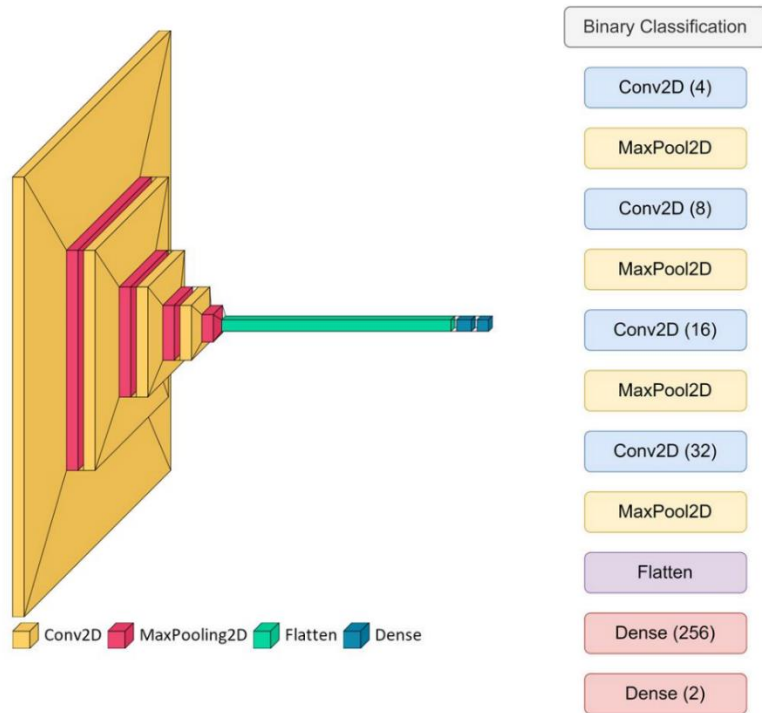 Binary Classification
Conv2D (4)
MaxPool2D
Conv2D (8)
MaxPool2D
Conv2D (16)
MaxPool2D
Conv2D (32)
MaxPool2D
Flatten
Dense (256)
Dense (2)
Conv2D MaxPooling2D Flatten Dense